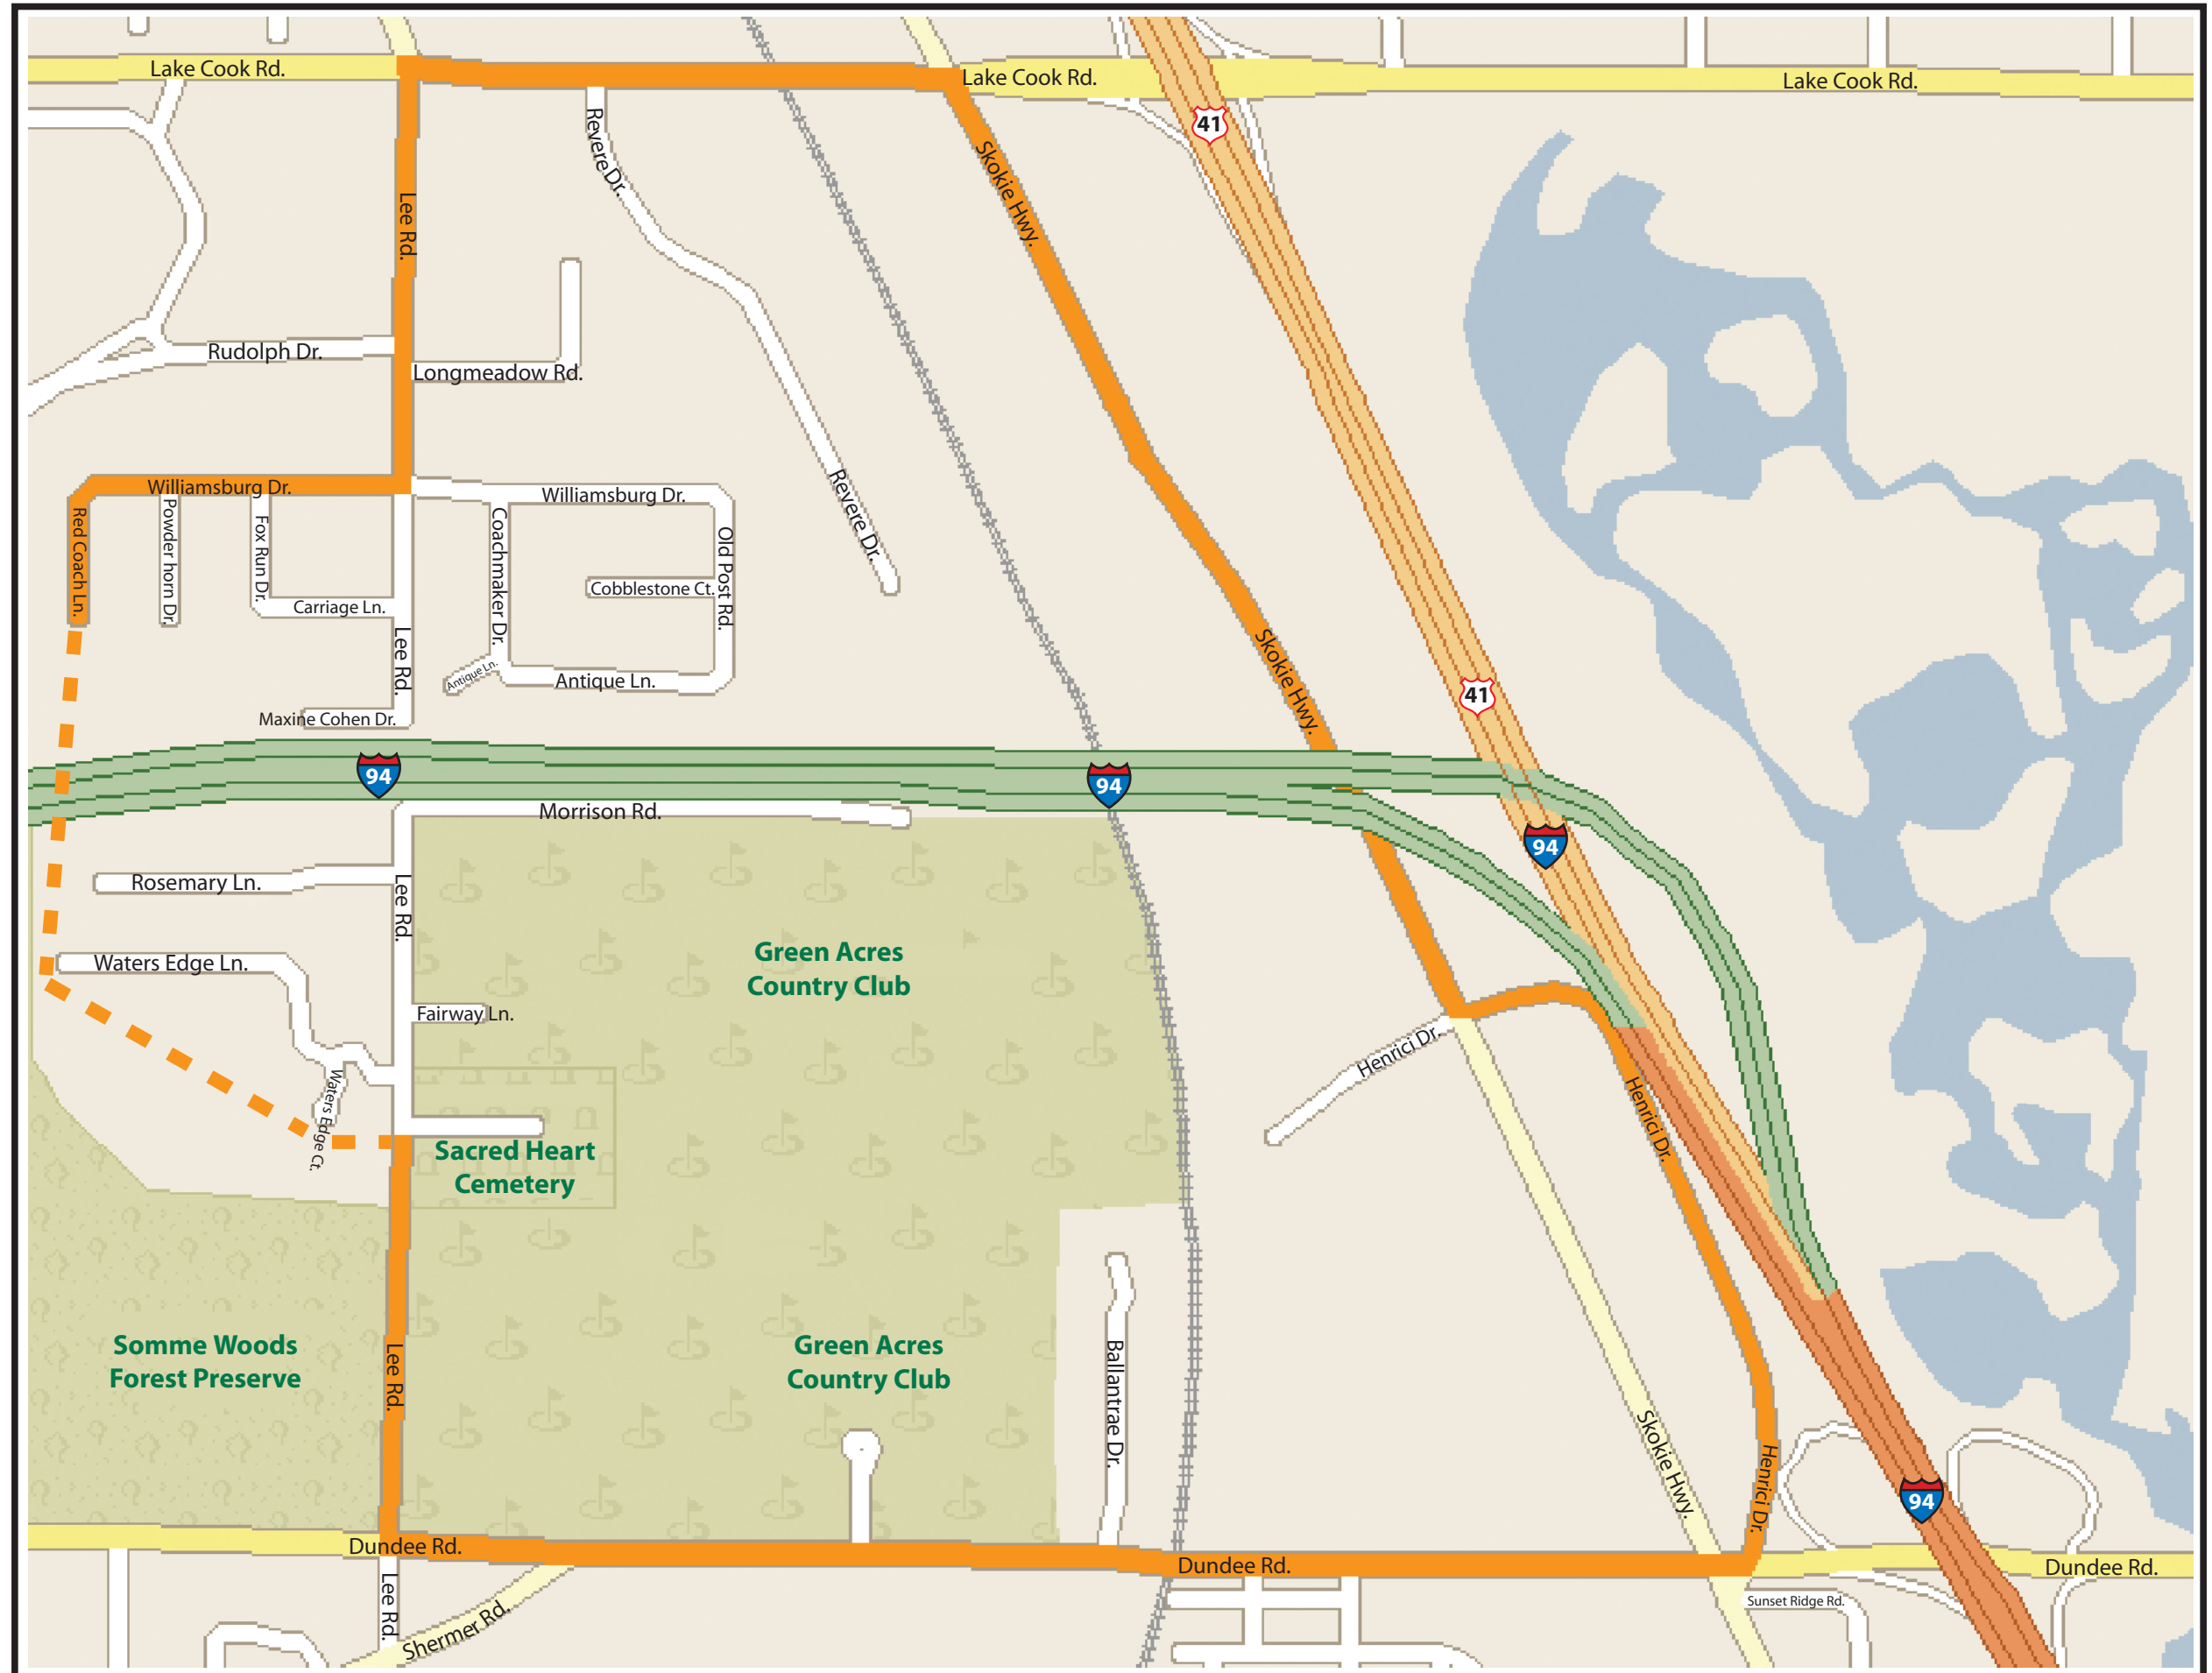 Lake Cook Rd.
Lake Cook Rd.
Lake Cook Rd.
41
Revere Dr.
Skokie Hwy.
Lee Rd.
Rudolph Dr.
Longmeadow Rd.
Williamsburg Dr.
Williamsburg Dr.
Revere Dr.
Red Coach Ln.
Powder horn Dr.
Fox Run Dr.
Coachmaker Dr.
Old Post Rd.
Cobblestone Ct.
Carriage Ln.
Lee Rd.
Skokie Hwy.
Antique Ln.
Antique Ln.
41
Maxine Cohen Dr.
94
94
Morrison Rd.
94
Rosemary Ln.
Lee Rd.
Green Acres
Country Club
Waters Edge Ln.
Fairway Ln.
Henrici Dr.
Waters Edge Ct.
Henrici Dr.
Sacred Heart
Cemetery
Somme Woods
Forest Preserve
Lee Rd.
Green Acres
Country Club
Ballantrae Dr.
Skokie Hwy.
Henrici Dr.
94
Dundee Rd.
Dundee Rd.
Dundee Rd.
Lee Rd.
Shermer Rd.
Sunset Ridge Rd.